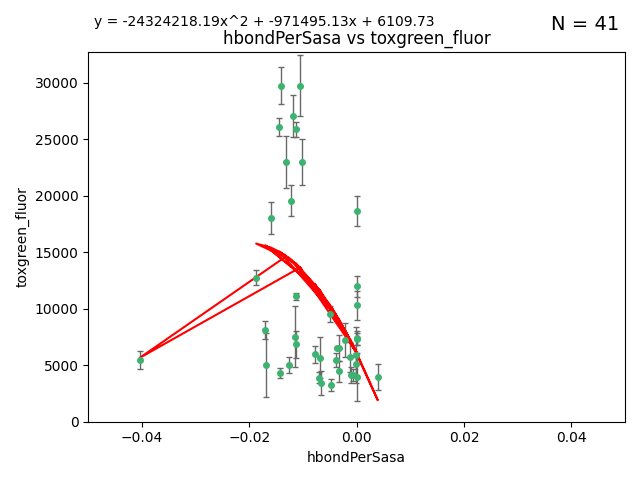 y = -24324218.19x^2 + -971495.13x + 6109.73
N = 41
hbondPerSasa vs toxgreen_fluor
30000
25000
20000
15000
10000
5000
0
toxgreen_fluor
−0.04
−0.02
0.00
0.02
0.04
hbondPerSasa